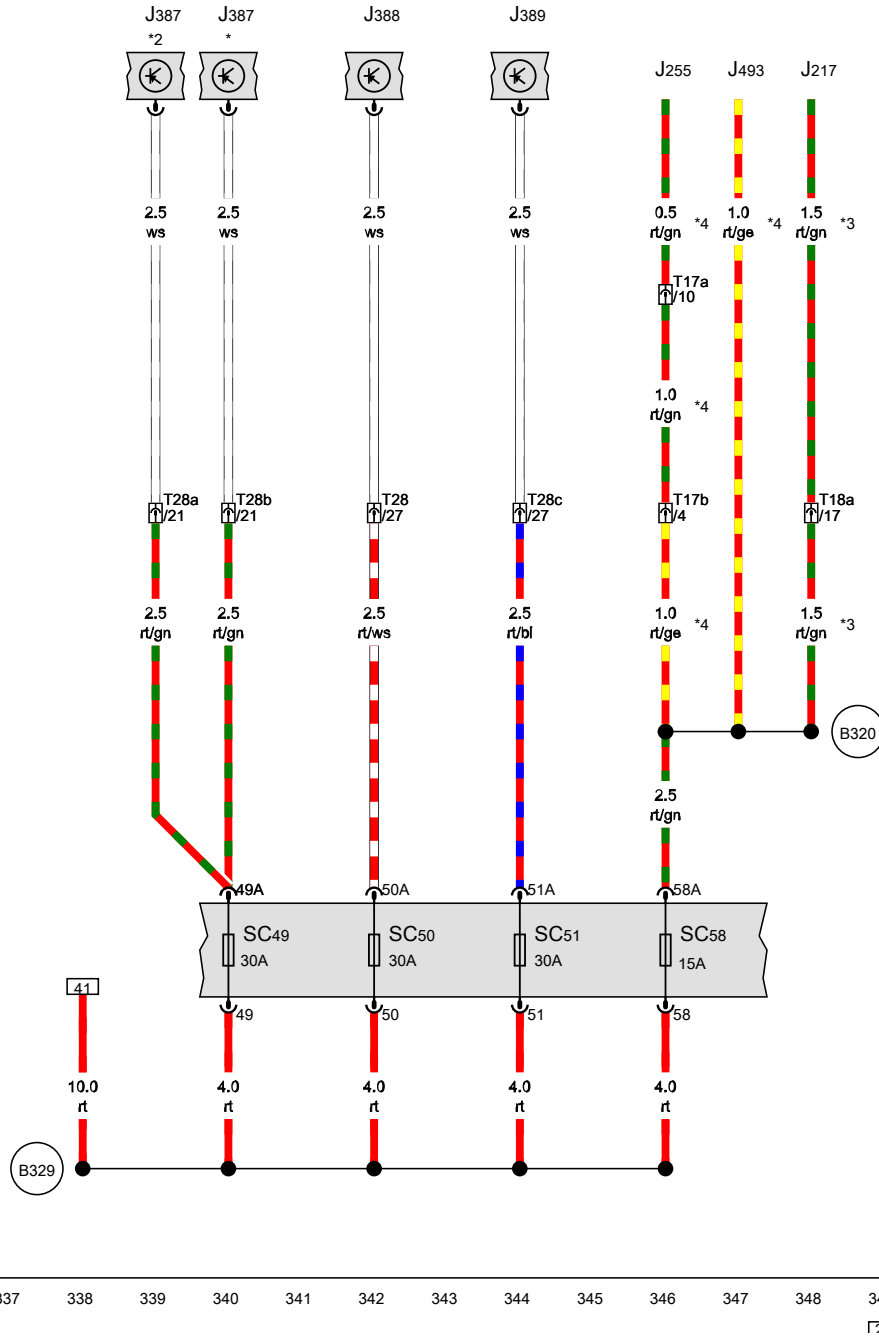 J387 J387 J388 J389
*2 *
J255 J493 J217
2.5 2.5 2.5 2.5 0.5 1.0 1.5
ws ws ws ws rt/gn *4 rt/ge *4 rt/gn *3
T17a
/10
1.0
rt/gn *4
T28a T28b T28 T28c T17b T18a
/21 /21 /27 /27 /4 /17
2.5 2.5 2.5 2.5 1.0 1.5
rt/gn rt/gn rt/ws rt/bl rt/ge *4 rt/gn *3
B320
2.5
rt/gn
49A 50A 51A 58A
SC49 SC50 SC51 SC58
30A 30A 30A 15A
41
49 50 51 58
10.0 4.0 4.0 4.0 4.0
rt rt rt rt rt
B329
338 339 340 341 342 343 344 345 346 347 348